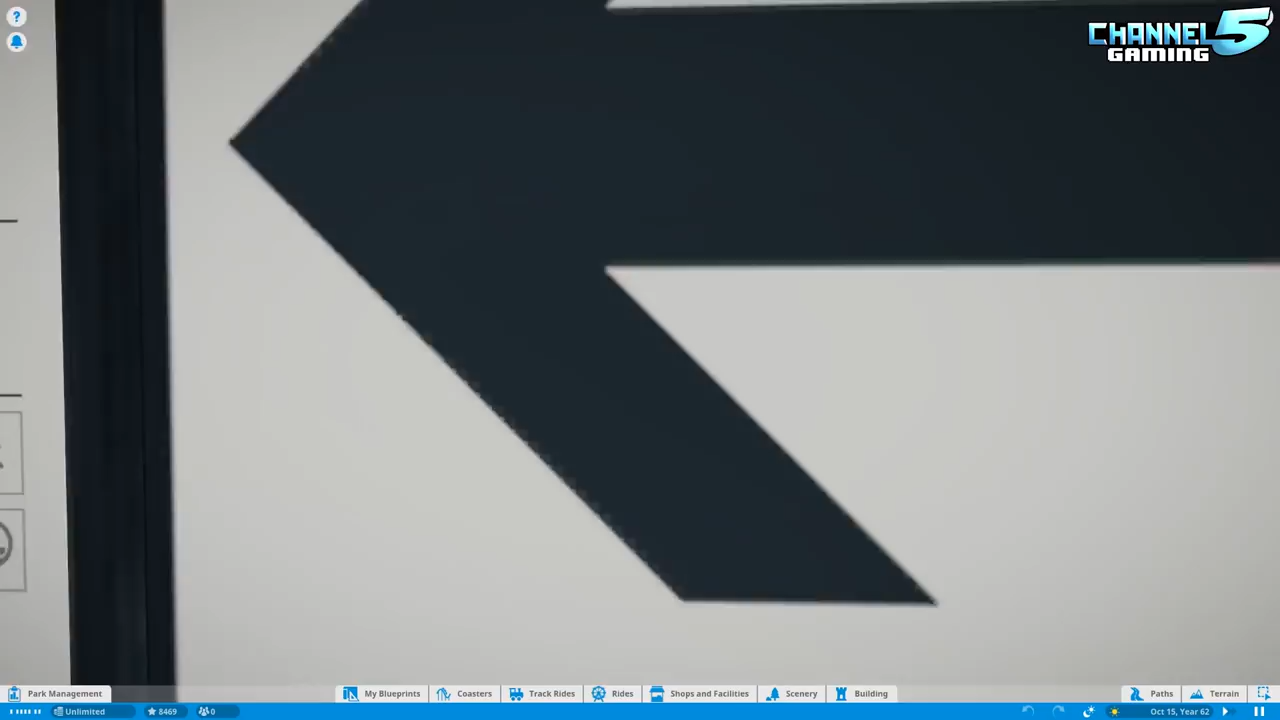 ?
CHANNEL 5
GAMING
Park Management
My Blueprints
Coasters
Track Rides
Rides
Shops and Facilities
Scenery
Building
Paths
Terrain
Unlimited
8469
0
Oct 15, Year 62